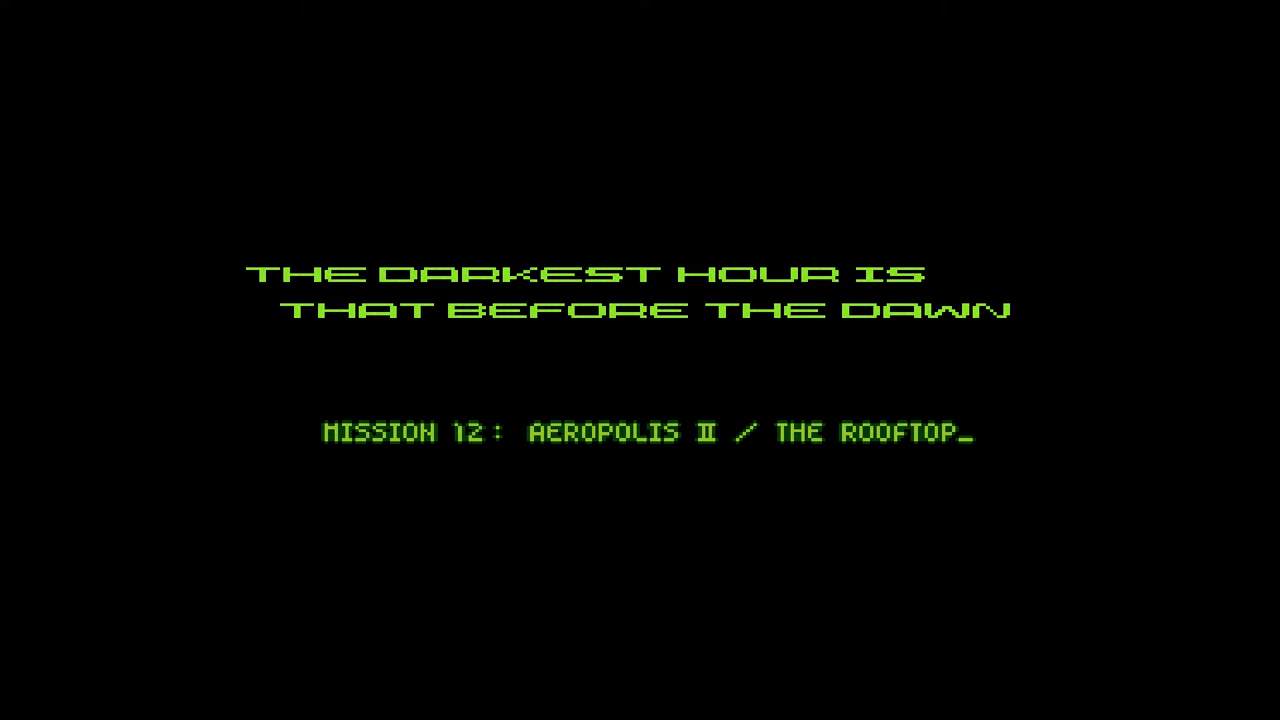 THE DARKEST HOUR IS
THAT BEFORE THE DAWN
MISSION 12: AEROPOLIS II / THE ROOFTOP_